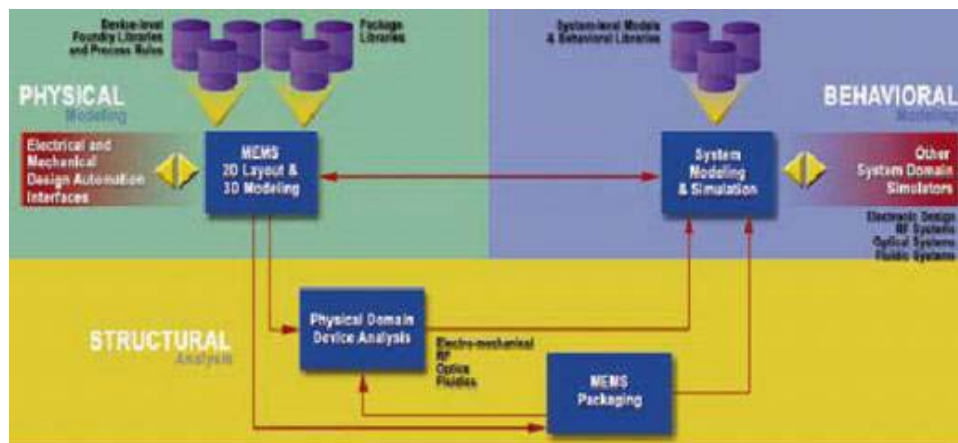 Device-level
Foundry Libraries
and Process Rules
Package
Libraries
System-level Models
& Behavioral Libraries
PHYSICAL
Modeling
BEHAVIORAL
Modeling
Electrical and
Mechanical
Design Automation
Interfaces
MEMS
2D Layout &
3D Modeling
System
Modeling
& Simulation
Other
System Domain
Simulators
Electronic Design
RF Systems
Optical Systems
Fluidic Systems
STRUCTURAL
Analysis
Physical Domain
Device Analysis
Electro-mechanical
RF
Optics
Fluidics
MEMS
Packaging